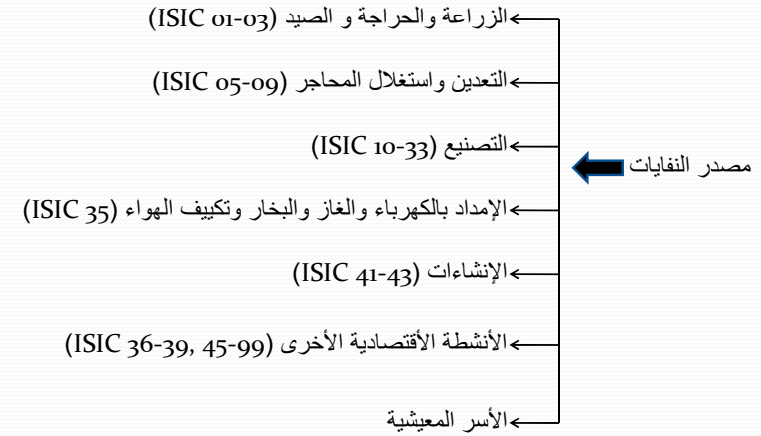 الزراعة والحراجة و الصيد (ISIC 01-03)
التعدين واستغلال المحاجر (ISIC 05-09)
التصنيع (ISIC 10-33)
مصدر النفايات
الإمداد بالكهرباء والغاز والبخار وتكييف الهواء (ISIC 35)
الإنشاءات (ISIC 41-43)
الأنشطة الأقتصادية الأخرى (ISIC 36-39, 45-99)
الأسر المعيشية